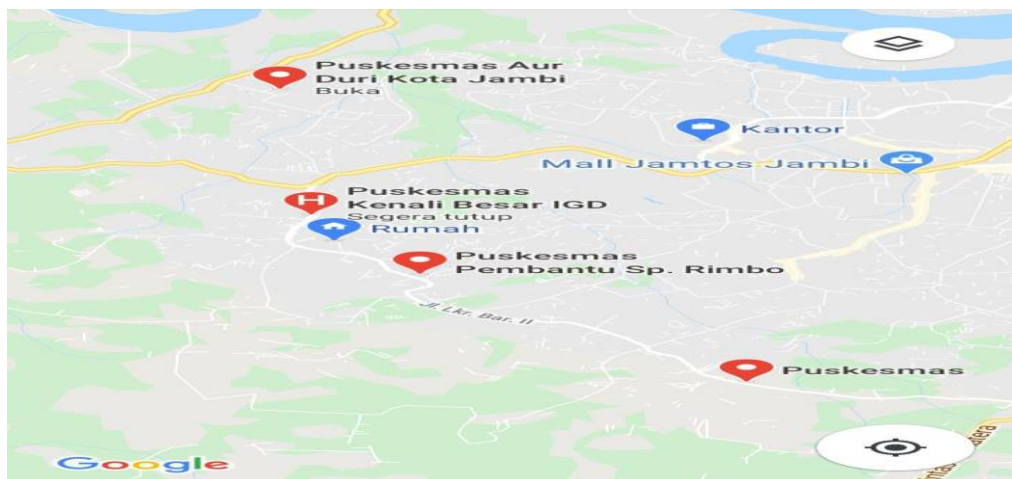 Puskesmas Aur
Duri Kota Jambi
Buka
Kantor
Mall Jamtos Jambi
Puskesmas
Kenali Besar IGD
Segera tutup
Rumah
Puskesmas
Pembantu Sp. Rimbo
Jl. Lkr. Bar. II
Puskesmas
Google